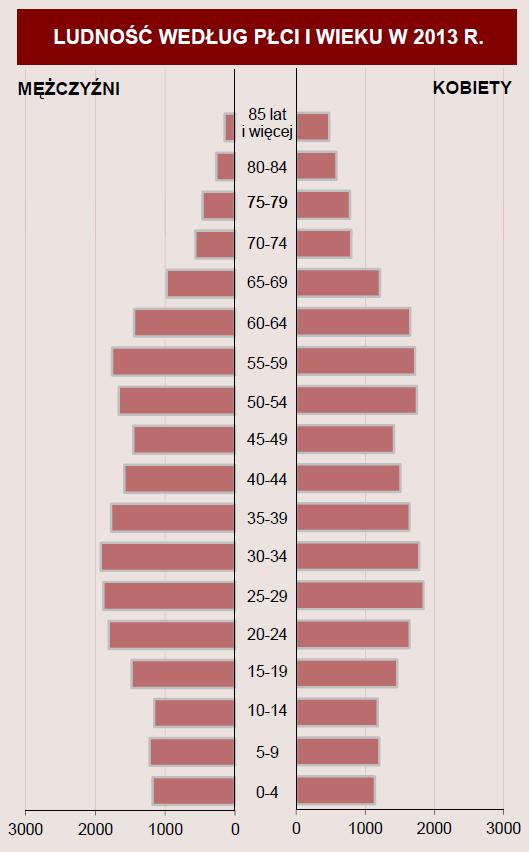 LUDNOŚĆ WEDŁUG PŁCI I WIEKU W 2013 R.
MĘŻCZYŹNI
KOBIETY
85 lat
i więcej
80-84
75-79
70-74
65-69
60-64
55-59
50-54
45-49
40-44
35-39
30-34
25-29
20-24
15-19
10-14
5-9
0-4
3000 2000 1000 0 0 1000 2000 3000